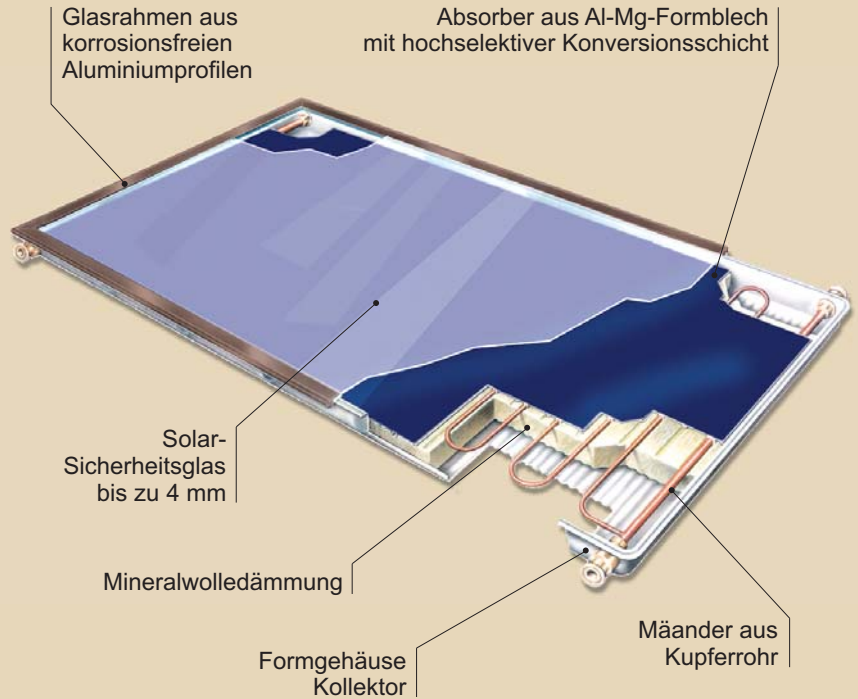 Glasrahmen aus
korrosionsfreien
Aluminiumprofilen
Absorber aus Al-Mg-Formblech
mit hochselektiver Konversionsschicht
Solar-
Sicherheitsglas
bis zu 4 mm
Mineralwolledämmung
Formgehäuse
Kollektor
Mäander aus
Kupferrohr